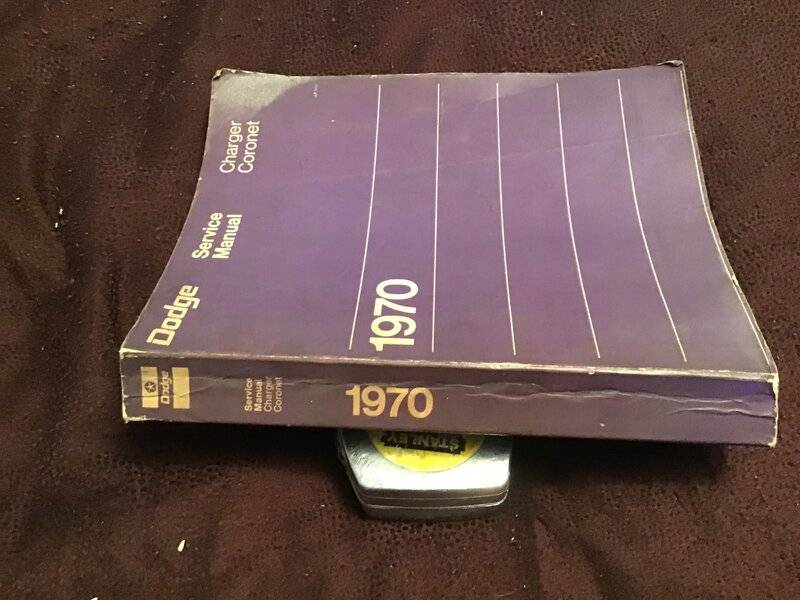 Dodge
Service
Manual
Charger
Coronet
1970
Dodge
Service
Manual
Charger
Coronet
1970
STANLEY